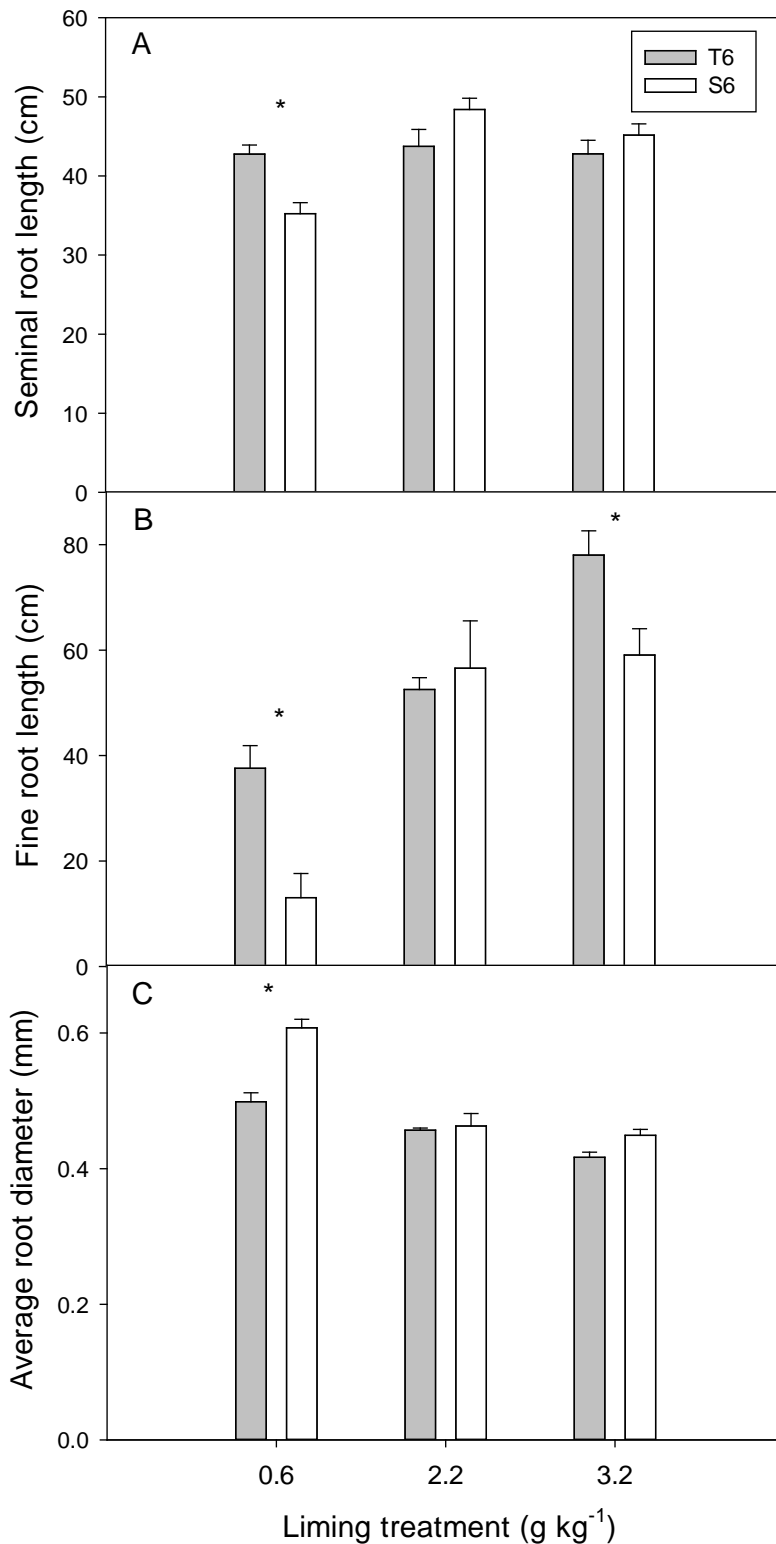 A
T6
S6
*
60
50
40
30
20
10
0
Seminal root length (cm)
B
*
*
80
60
40
20
0
Fine root length (cm)
C
*
0.6
0.4
0.2
0.0
Average root diameter (mm)
0.6 2.2 3.2
Liming treatment (g kg⁻¹)